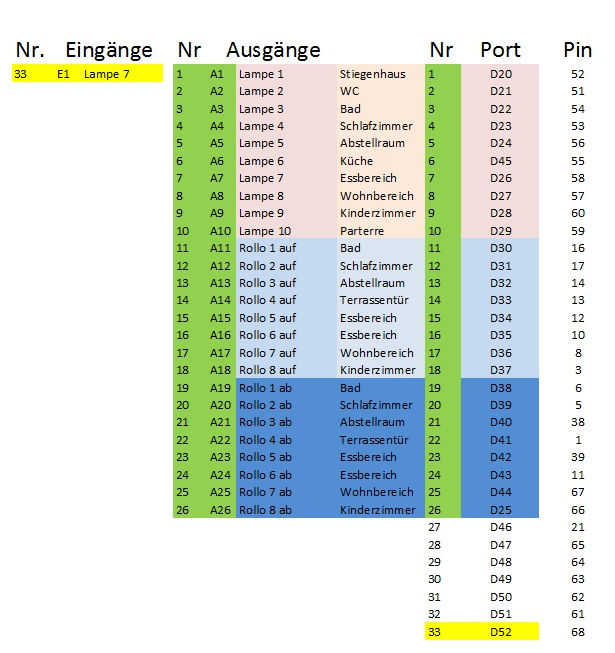 Nr. Eingänge Nr Ausgänge Nr Port Pin
33 E1 Lampe 7 1 A1 Lampe 1 Stiegenhaus 1 D20 52
2 A2 Lampe 2 WC 2 D21 51
3 A3 Lampe 3 Bad 3 D22 54
4 A4 Lampe 4 Schlafzimmer 4 D23 53
5 A5 Lampe 5 Abstellraum 5 D24 56
6 A6 Lampe 6 Küche 6 D45 55
7 A7 Lampe 7 Essbereich 7 D26 58
8 A8 Lampe 8 Wohnbereich 8 D27 57
9 A9 Lampe 9 Kinderzimmer 9 D28 60
10 A10 Lampe 10 Parterre 10 D29 59
11 A11 Rollo 1 auf Bad 11 D30 16
12 A12 Rollo 2 auf Schlafzimmer 12 D31 17
13 A13 Rollo 3 auf Abstellraum 13 D32 14
14 A14 Rollo 4 auf Terrassentür 14 D33 13
15 A15 Rollo 5 auf Essbereich 15 D34 12
16 A16 Rollo 6 auf Essbereich 16 D35 10
17 A17 Rollo 7 auf Wohnbereich 17 D36 8
18 A18 Rollo 8 auf Kinderzimmer 18 D37 3
19 A19 Rollo 1 ab Bad 19 D38 6
20 A20 Rollo 2 ab Schlafzimmer 20 D39 5
21 A21 Rollo 3 ab Abstellraum 21 D40 38
22 A22 Rollo 4 ab Terrassentür 22 D41 1
23 A23 Rollo 5 ab Essbereich 23 D42 39
24 A24 Rollo 6 ab Essbereich 24 D43 11
25 A25 Rollo 7 ab Wohnbereich 25 D44 67
26 A26 Rollo 8 ab Kinderzimmer 26 D25 66
27 D46 21
28 D47 65
29 D48 64
30 D49 63
31 D50 62
32 D51 61
33 D52 68